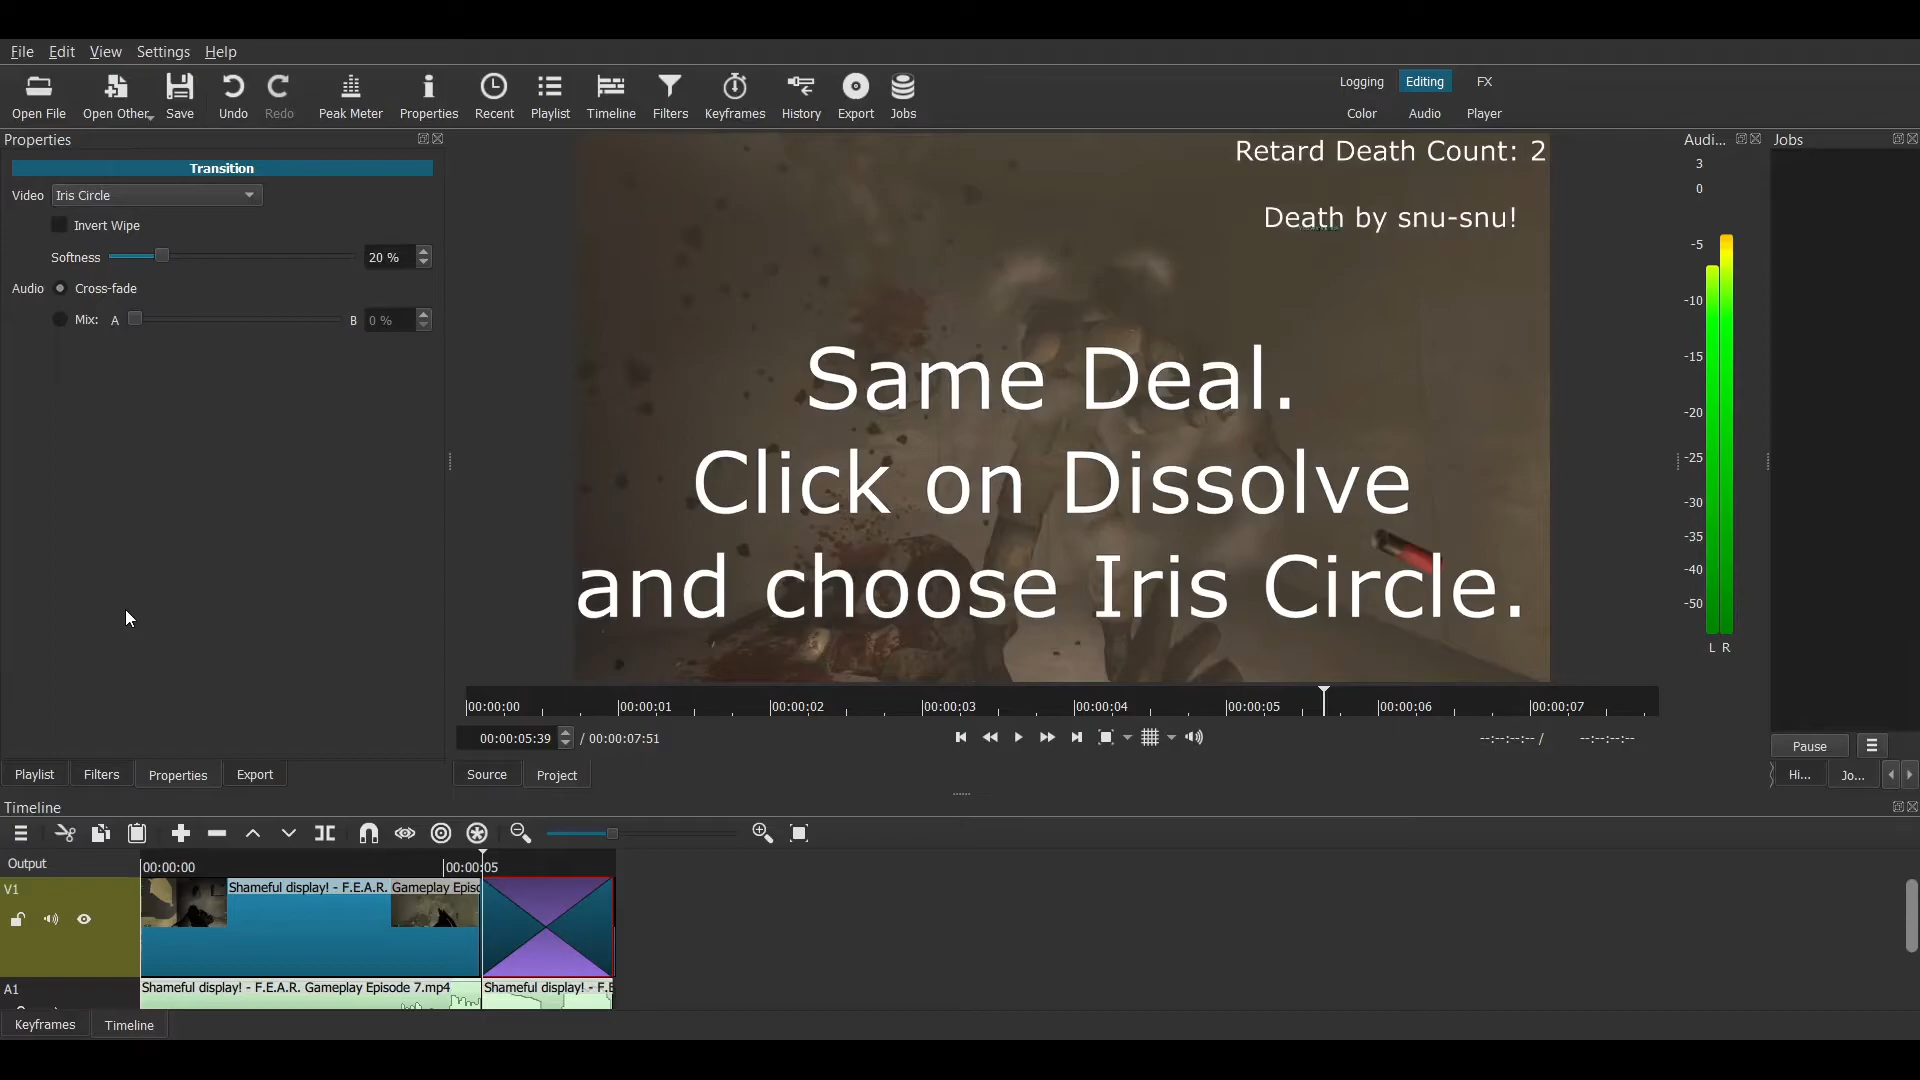 File Edit View Settings Help
Open File Open Other Save Undo Redo Peak Meter Properties Recent Playlist Timeline Filters Keyframes History Export Jobs
Logging Editing FX
Color Audio Player
Properties
Transition
Video Iris Circle
Invert Wipe
Softness 20 %
Audio Cross-fade
Mix: A B 0 %
Retard Death Count: 2
Death by snu-snu!
Same Deal.
Click on Dissolve
and choose Iris Circle.
Audi...
3
0
-5
-10
-15
-20
-25
-30
-35
-40
-50
L R
Jobs
Pause
Hi... Jo...
00:00:00 00:00:01 00:00:02 00:00:03 00:00:04 00:00:05 00:00:06 00:00:07
00:00:05:39 / 00:00:07:51
--:--:--:-- / --:--:--:--
Playlist Filters Properties Export
Source Project
Timeline
Output
00:00:00 00:00:05
V1
Shameful display! - F.E.A.R. Gameplay Episo
A1
Shameful display! - F.E.A.R. Gameplay Episode 7.mp4
Shameful display! - F.E
Keyframes Timeline